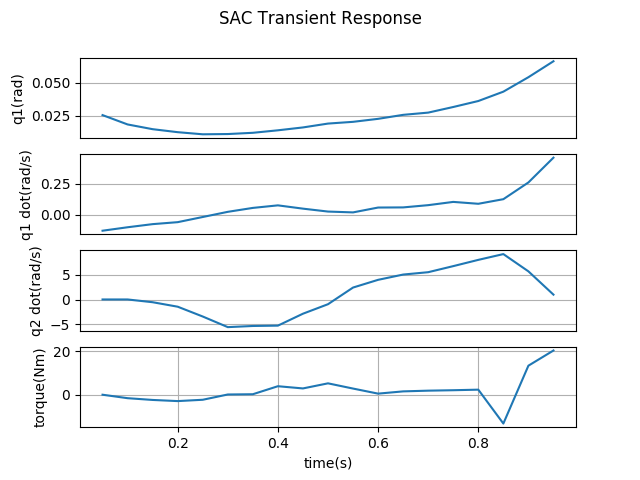 SAC Transient Response
0.050
0.025
q1(rad)
0.25
0.00
q1 dot(rad/s)
5
0
−5
q2 dot(rad/s)
20
0
torque(Nm)
0.2 0.4 0.6 0.8
time(s)